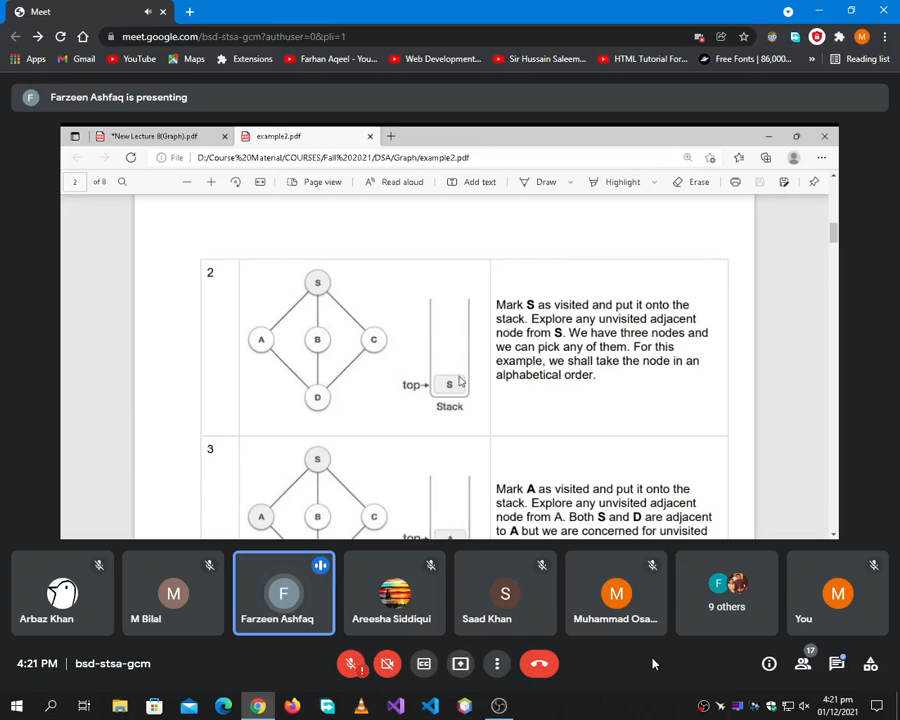 Meet
meet.google.com/bsd-stsa-gcm?authuser=0&pli=1
Apps
Gmail
YouTube
Maps
Extensions
Farhan Aqeel - YouT...
Web Development...
Sir Hussain Saleem...
HTML Tutorial For...
Free Fonts | 86,000...
»
Reading list
F
Farzeen Ashfaq is presenting
*New Lecture 8(Graph).pdf
example2.pdf
File
D:/Course%20Material/COURSES/Fall%202021/DSA/Graph/example2.pdf
2
of 8
Page view
Read aloud
Add text
Draw
Highlight
Erase
2
S
A
B
C
D
top
S
Stack
Mark S as visited and put it onto the
stack. Explore any unvisited adjacent
node from S. We have three nodes and
we can pick any of them. For this
example, we shall take the node in an
alphabetical order.
3
S
A
B
C
top
A
Mark A as visited and put it onto the
stack. Explore any unvisited adjacent
node from A. Both S and D are adjacent
to A but we are concerned for unvisited
Arbaz Khan
M
M Bilal
F
Farzeen Ashfaq
Areesha Siddiqui
S
Saad Khan
M
Muhammad Osa...
F
9 others
M
You
4:21 PM
bsd-stsa-gcm
17
4:21 pm
01/12/2021